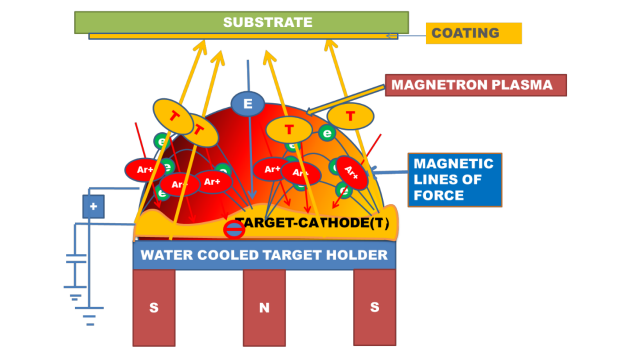 SUBSTRATE
COATING
MAGNETRON PLASMA
E
T
T
T
T
e
e
e
e
e
e
e
e
Ar+
Ar+
Ar+
Ar+
Ar+
Ar+
MAGNETIC
LINES OF
FORCE
+
TARGET-CATHODE(T)
WATER COOLED TARGET HOLDER
S
N
S